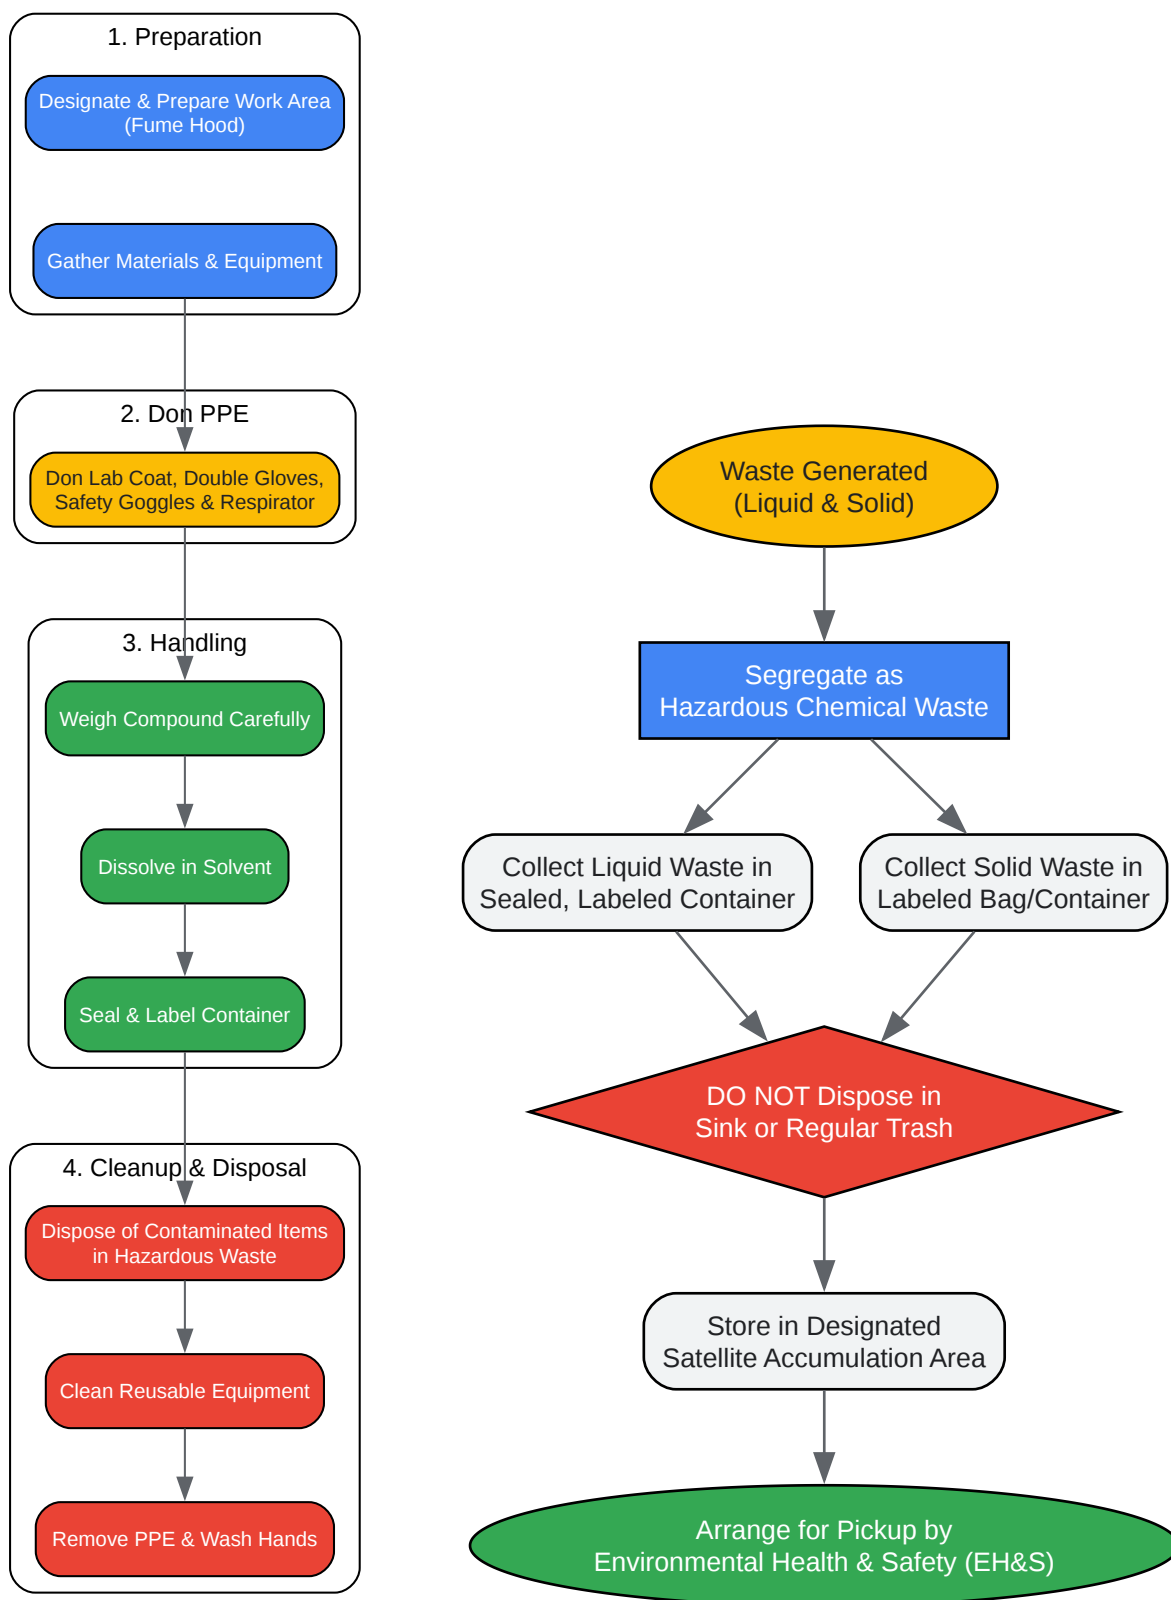 1. Preparation
Designate & Prepare Work Area
(Fume Hood)
Gather Materials & Equipment
2. Don PPE
Don Lab Coat, Double Gloves,
Safety Goggles & Respirator
3. Handling
Weigh Compound Carefully
Dissolve in Solvent
Seal & Label Container
4. Cleanup & Disposal
Dispose of Contaminated Items
in Hazardous Waste
Clean Reusable Equipment
Remove PPE & Wash Hands
Waste Generated
(Liquid & Solid)
Segregate as
Hazardous Chemical Waste
Collect Liquid Waste in
Sealed, Labeled Container
Collect Solid Waste in
Labeled Bag/Container
DO NOT Dispose in
Sink or Regular Trash
Store in Designated
Satellite Accumulation Area
Arrange for Pickup by
Environmental Health & Safety (EH&S)